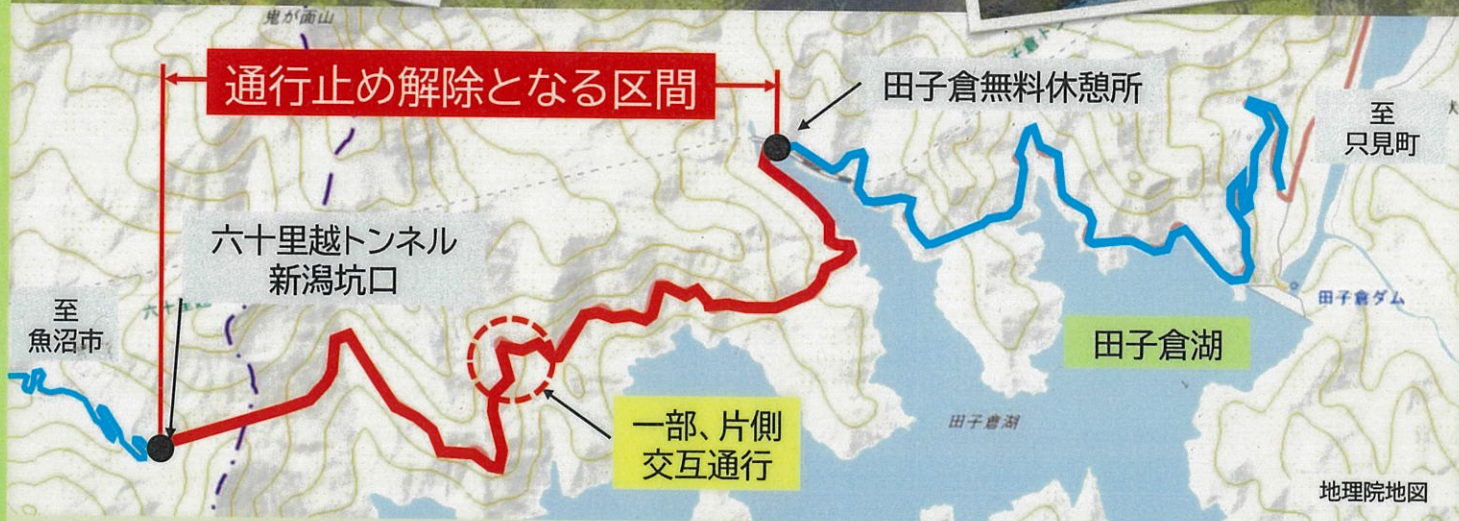 鬼が面山
通行止め解除となる区間
田子倉無料休憩所
至
只見町
六十里越トンネル
新潟坑口
至
魚沼市
田子倉ダム
田子倉湖
一部、片側
交互通行
田子倉湖
地理院地図